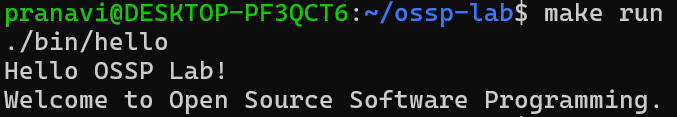 pranavi@DESKTOP-PF3QCT6:~/ossp-lab$ make run
./bin/hello
Hello OSSP Lab!
Welcome to Open Source Software Programming.